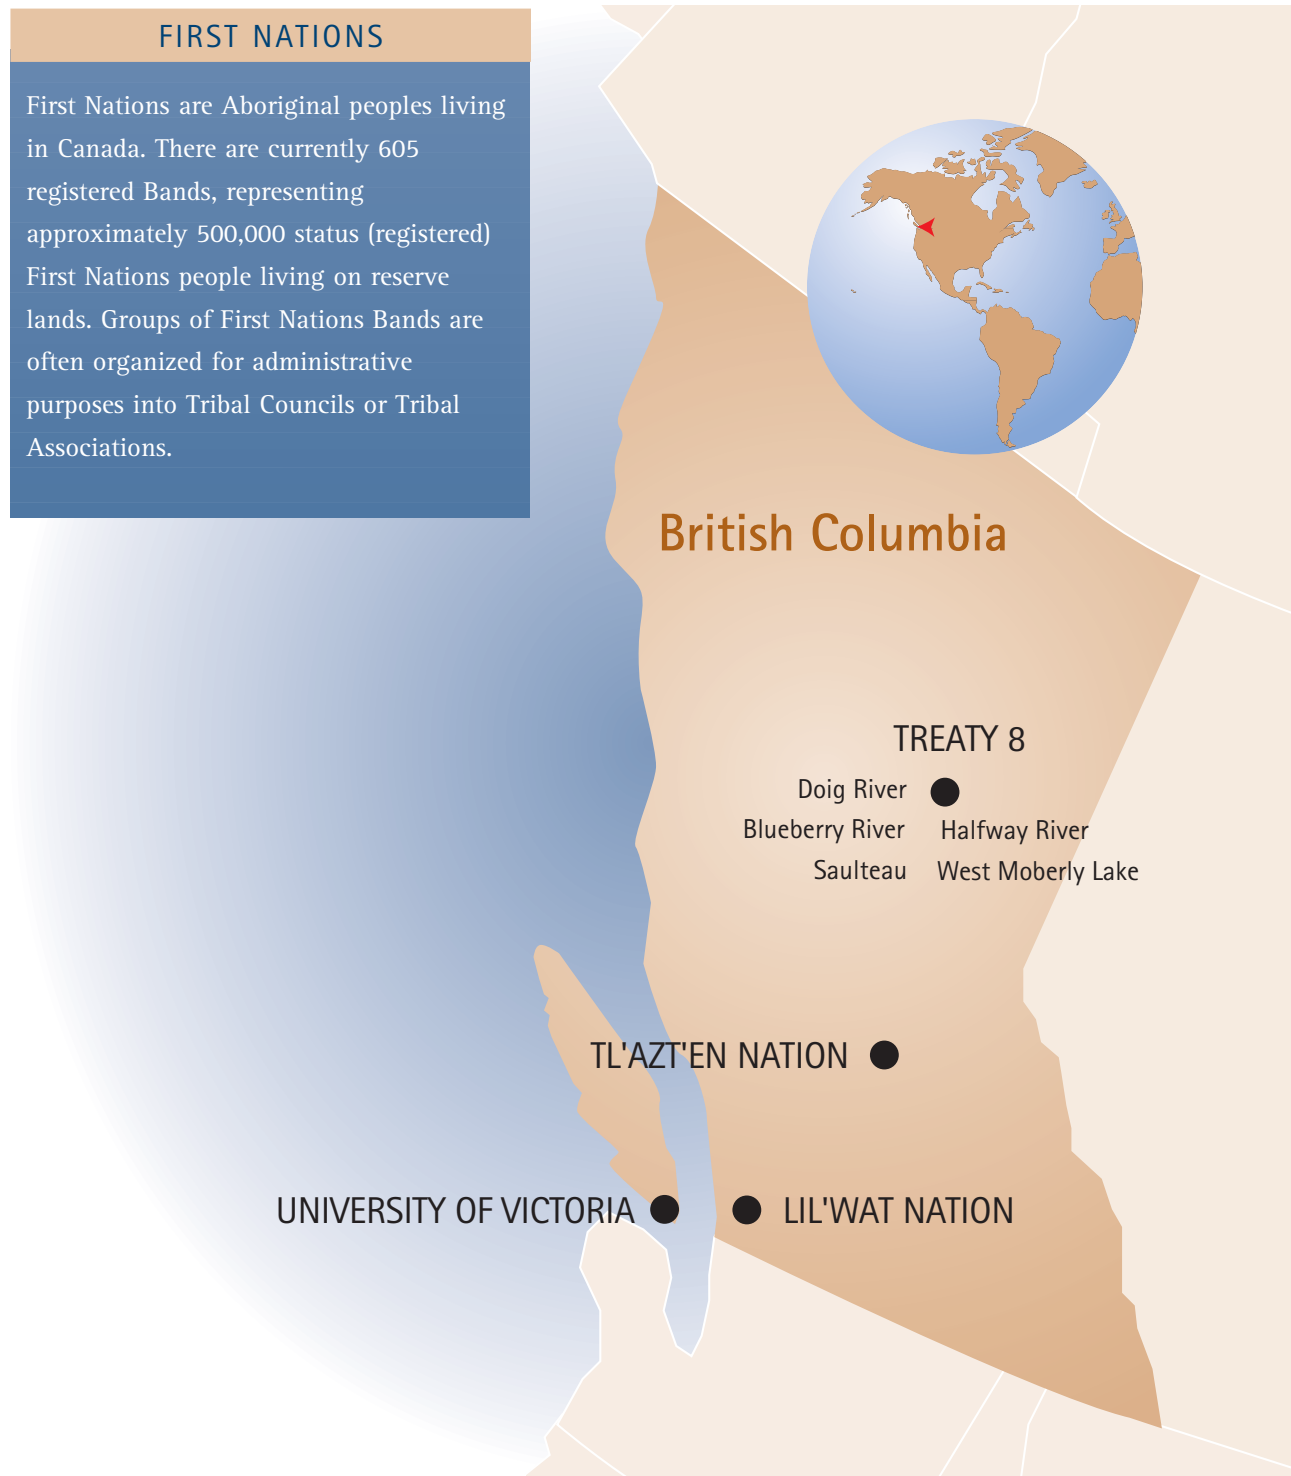 FIRST NATIONS
First Nations are Aboriginal peoples living
in Canada. There are currently 605
registered Bands, representing
approximately 500,000 status (registered)
First Nations people living on reserve
lands. Groups of First Nations Bands are
often organized for administrative
purposes into Tribal Councils or Tribal
Associations.
British Columbia
TREATY 8
Doig River
Blueberry River Halfway River
Saulteau West Moberly Lake
TL'AZT'EN NATION
UNIVERSITY OF VICTORIA LIL'WAT NATION